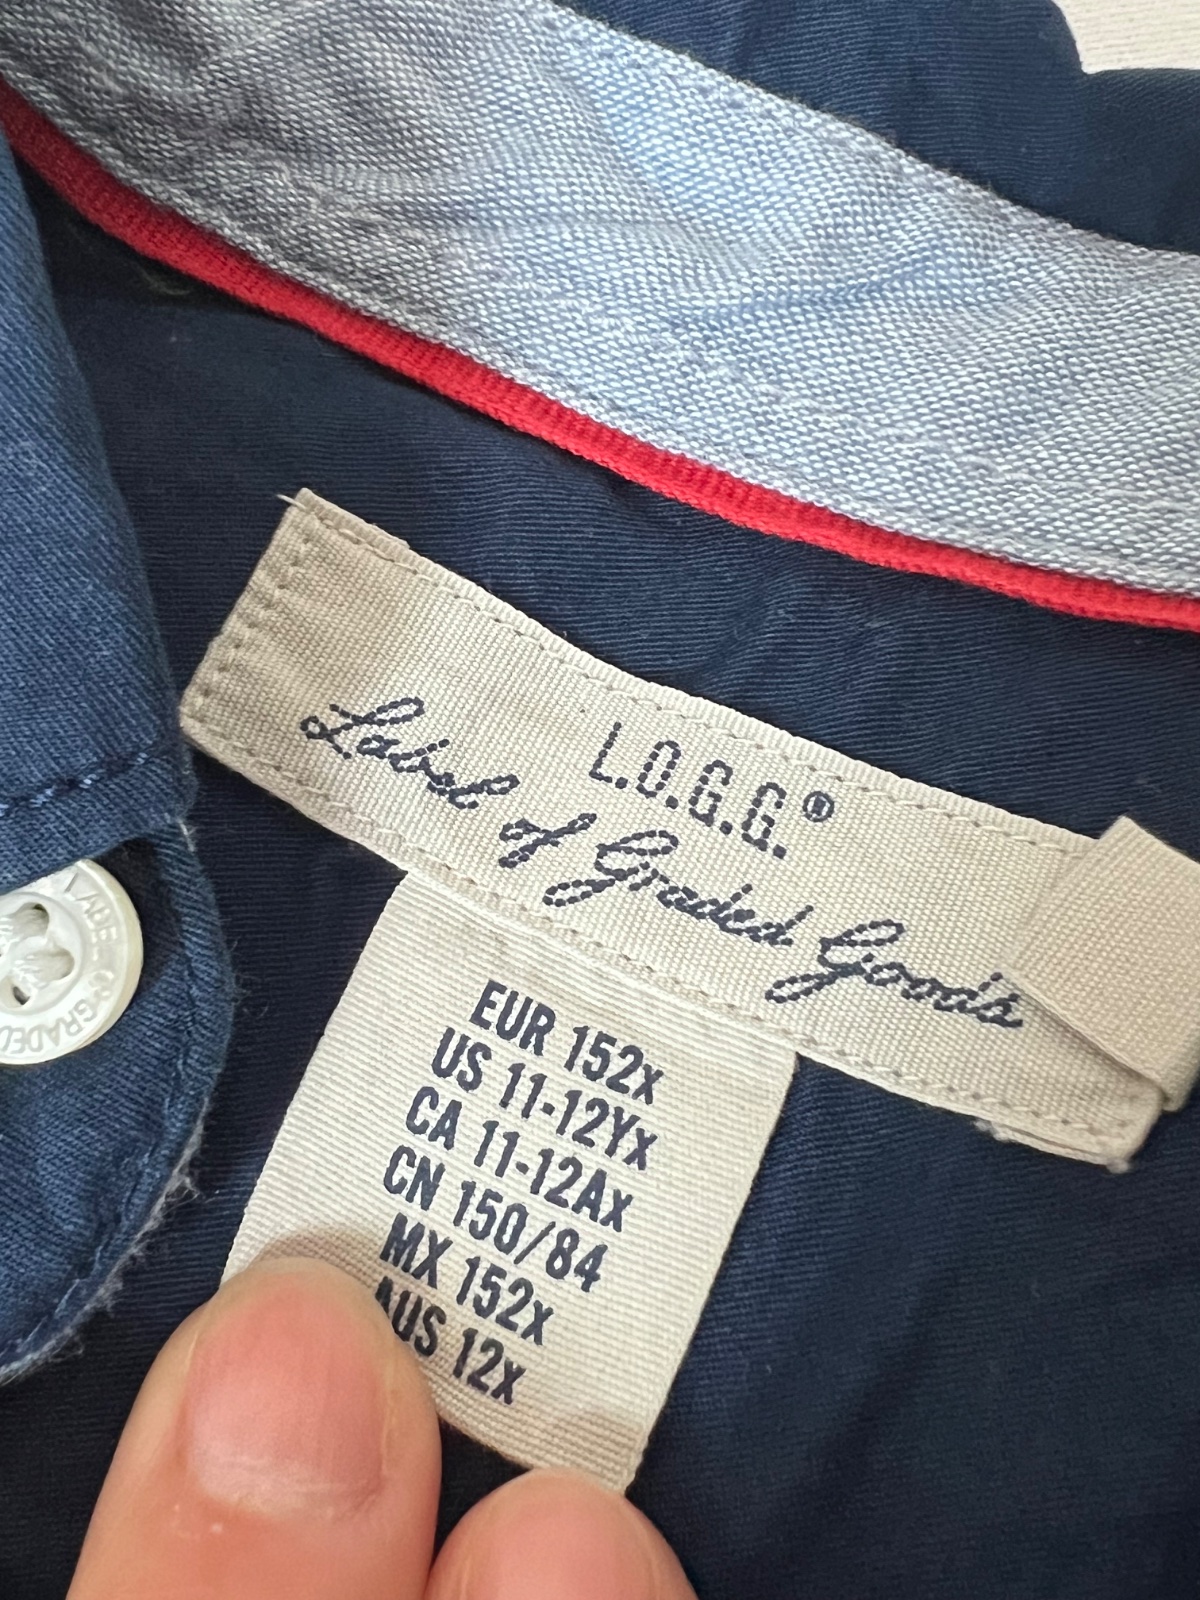 L.O.G.G.®
Label of Graded Goods
EUR 152x
US 11-12Yx
CA 11-12Ax
CN 150/84
MX 152x
AUS 12x
GRADED